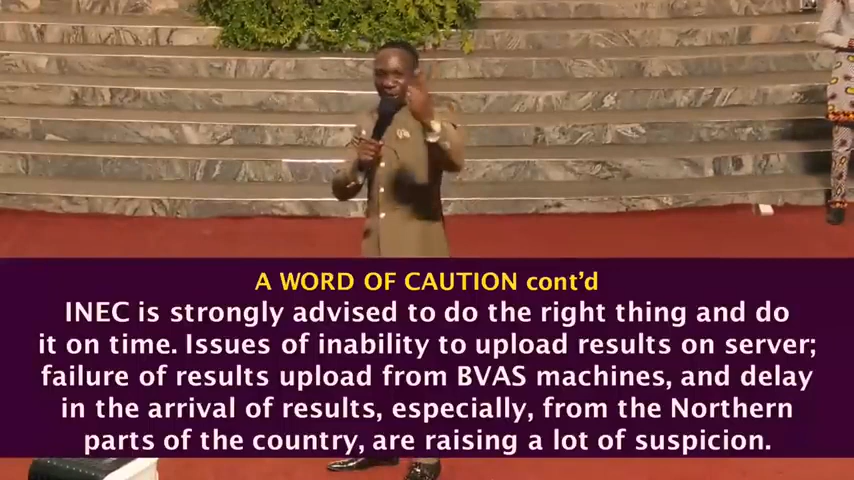 A WORD OF CAUTION cont'd
INEC is strongly advised to do the right thing and do
it on time. Issues of inability to upload results on server;
failure of results upload from BVAS machines, and delay
in the arrival of results, especially, from the Northern
parts of the country, are raising a lot of suspicion.